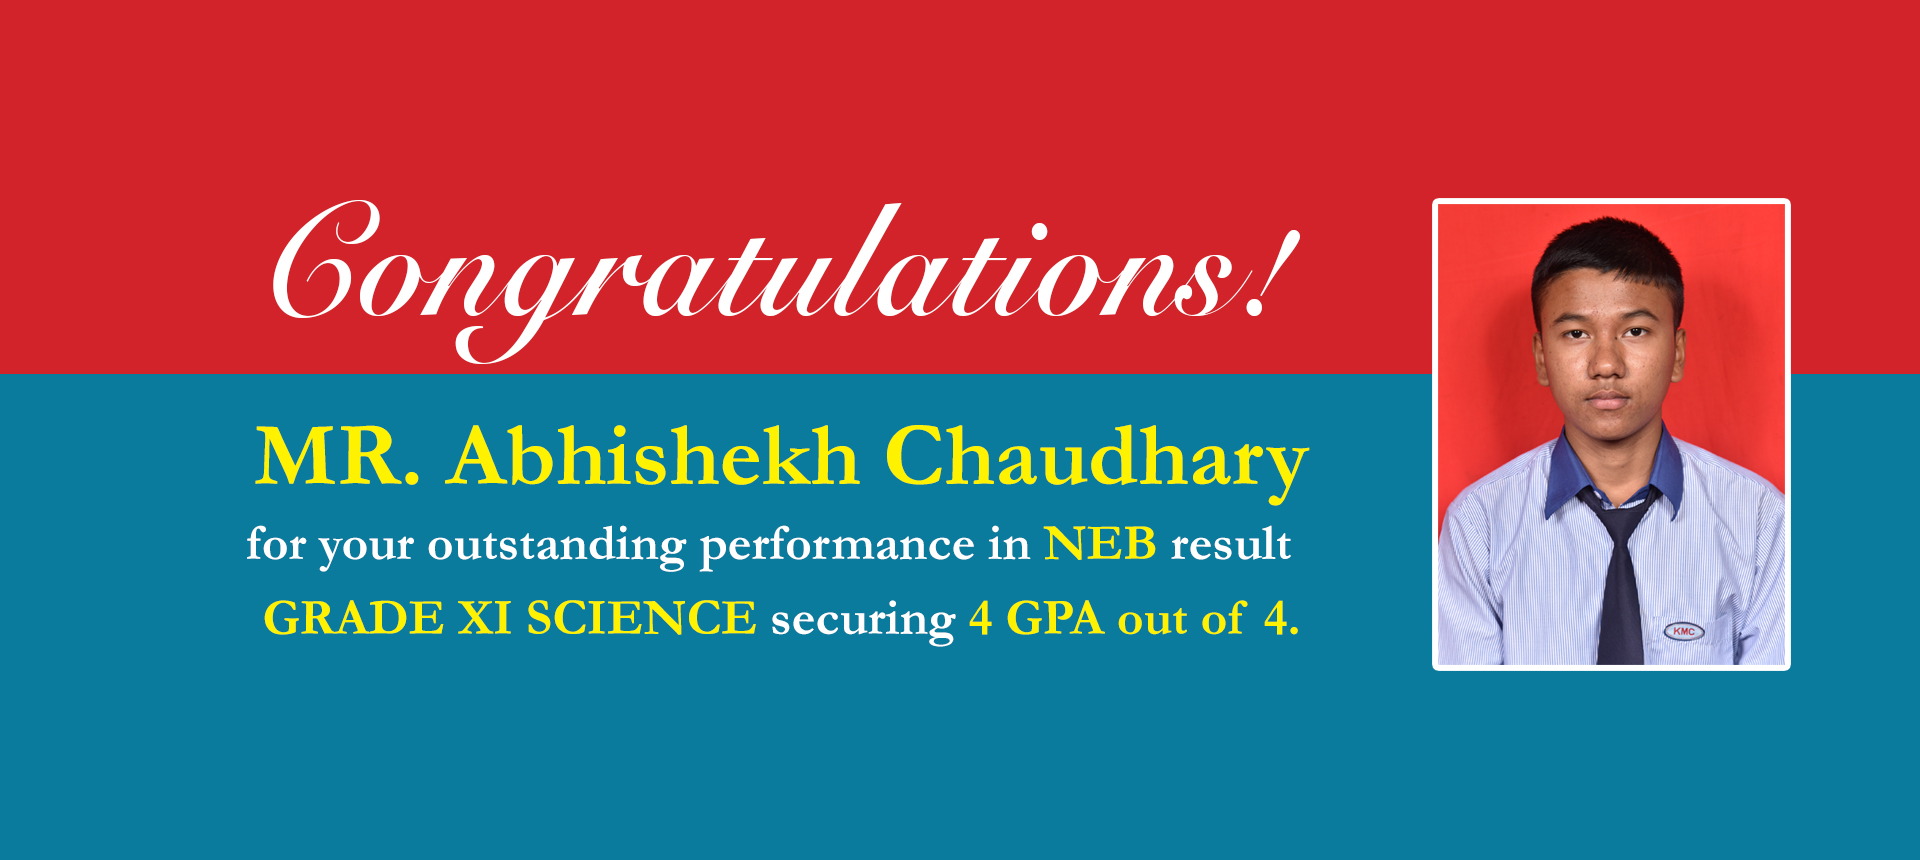 Congratulations!
MR. Abhishekh Chaudhary
for your outstanding performance in NEB result
GRADE XI SCIENCE securing 4 GPA out of 4.
KMC